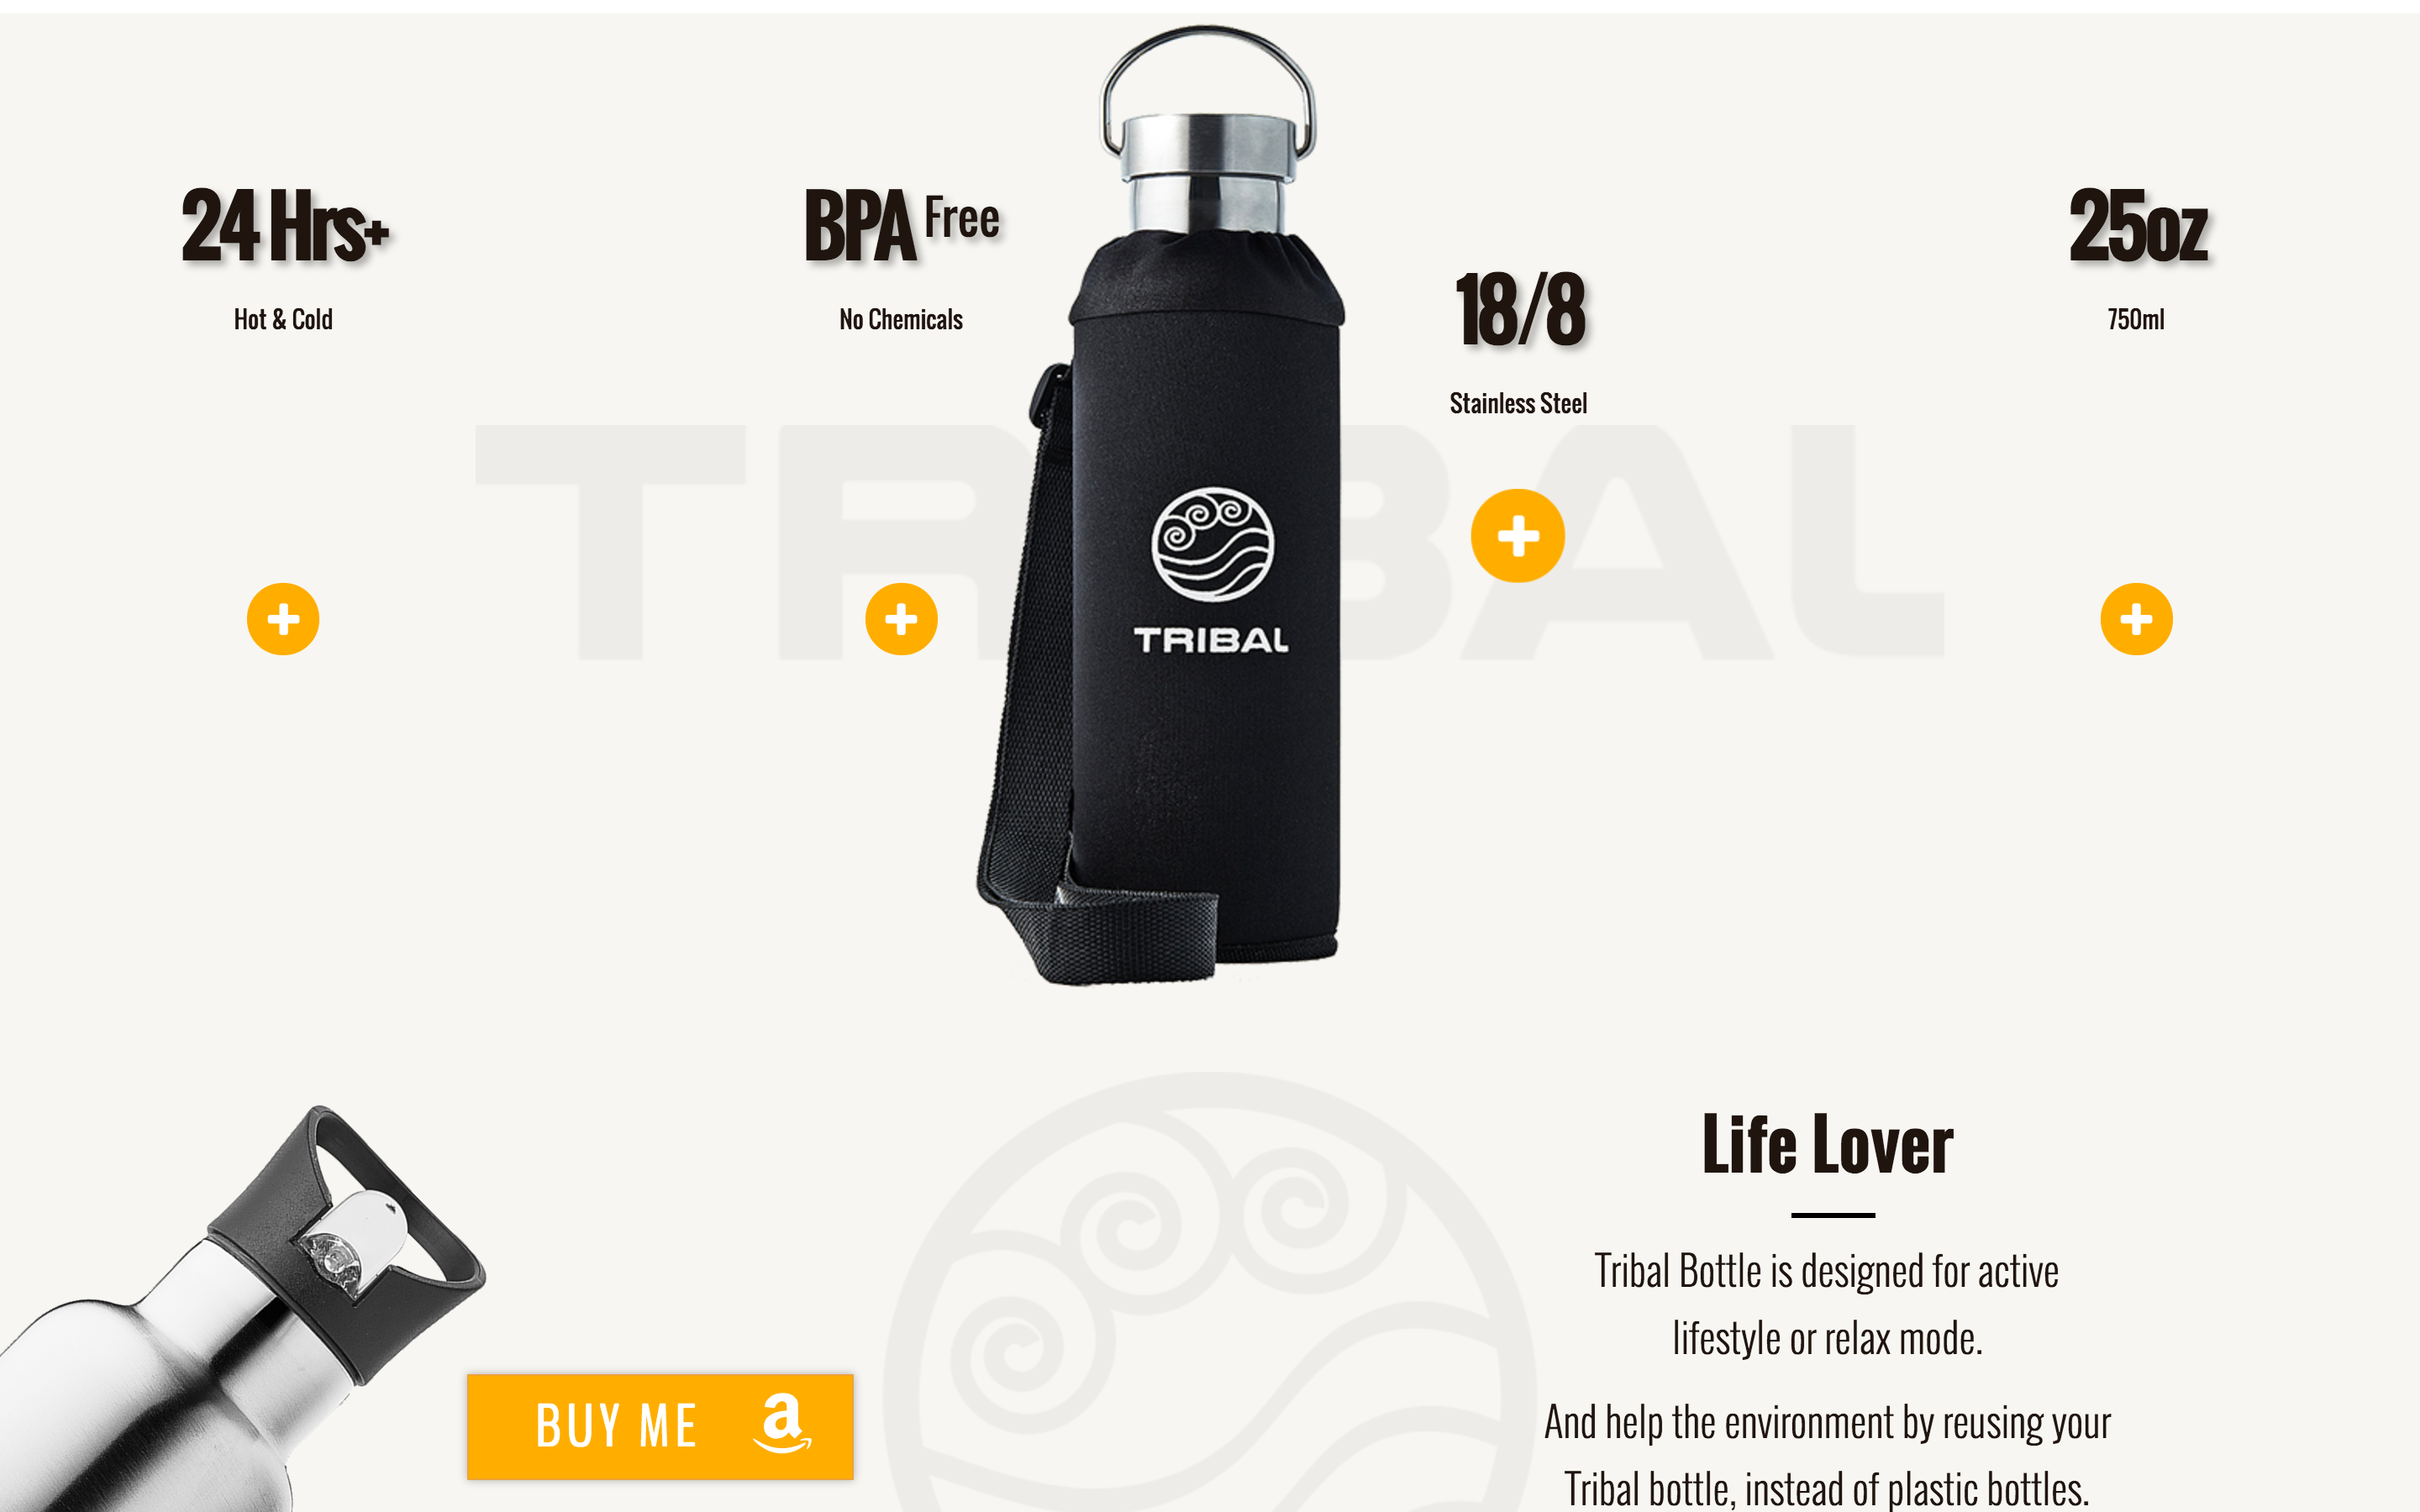 24 Hrs+
Hot & Cold
BPA Free
No Chemicals
18/8
Stainless Steel
25oz
750ml
TRIBAL
TRIBAL
Life Lover
Tribal Bottle is designed for active
lifestyle or relax mode.
And help the environment by reusing your
Tribal bottle, instead of plastic bottles.
BUY ME a